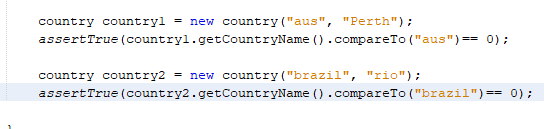 country country1 = new country("aus", "Perth");
assertTrue(country1.getCountryName().compareTo("aus")== 0);
country country2 = new country("brazil", "rio");
assertTrue(country2.getCountryName().compareTo("brazil")== 0);